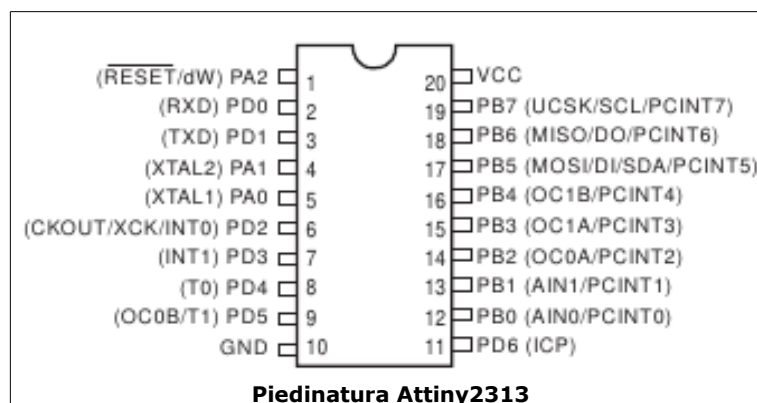 (RESET/dW) PA2 1 20 VCC
(RXD) PD0 2 19 PB7 (UCSK/SCL/PCINT7)
(TXD) PD1 3 18 PB6 (MISO/DO/PCINT6)
(XTAL2) PA1 4 17 PB5 (MOSI/DI/SDA/PCINT5)
(XTAL1) PA0 5 16 PB4 (OC1B/PCINT4)
(CKOUT/XCK/INT0) PD2 6 15 PB3 (OC1A/PCINT3)
(INT1) PD3 7 14 PB2 (OC0A/PCINT2)
(T0) PD4 8 13 PB1 (AIN1/PCINT1)
(OC0B/T1) PD5 9 12 PB0 (AIN0/PCINT0)
GND 10 11 PD6 (ICP)
Piedinatura Attiny2313